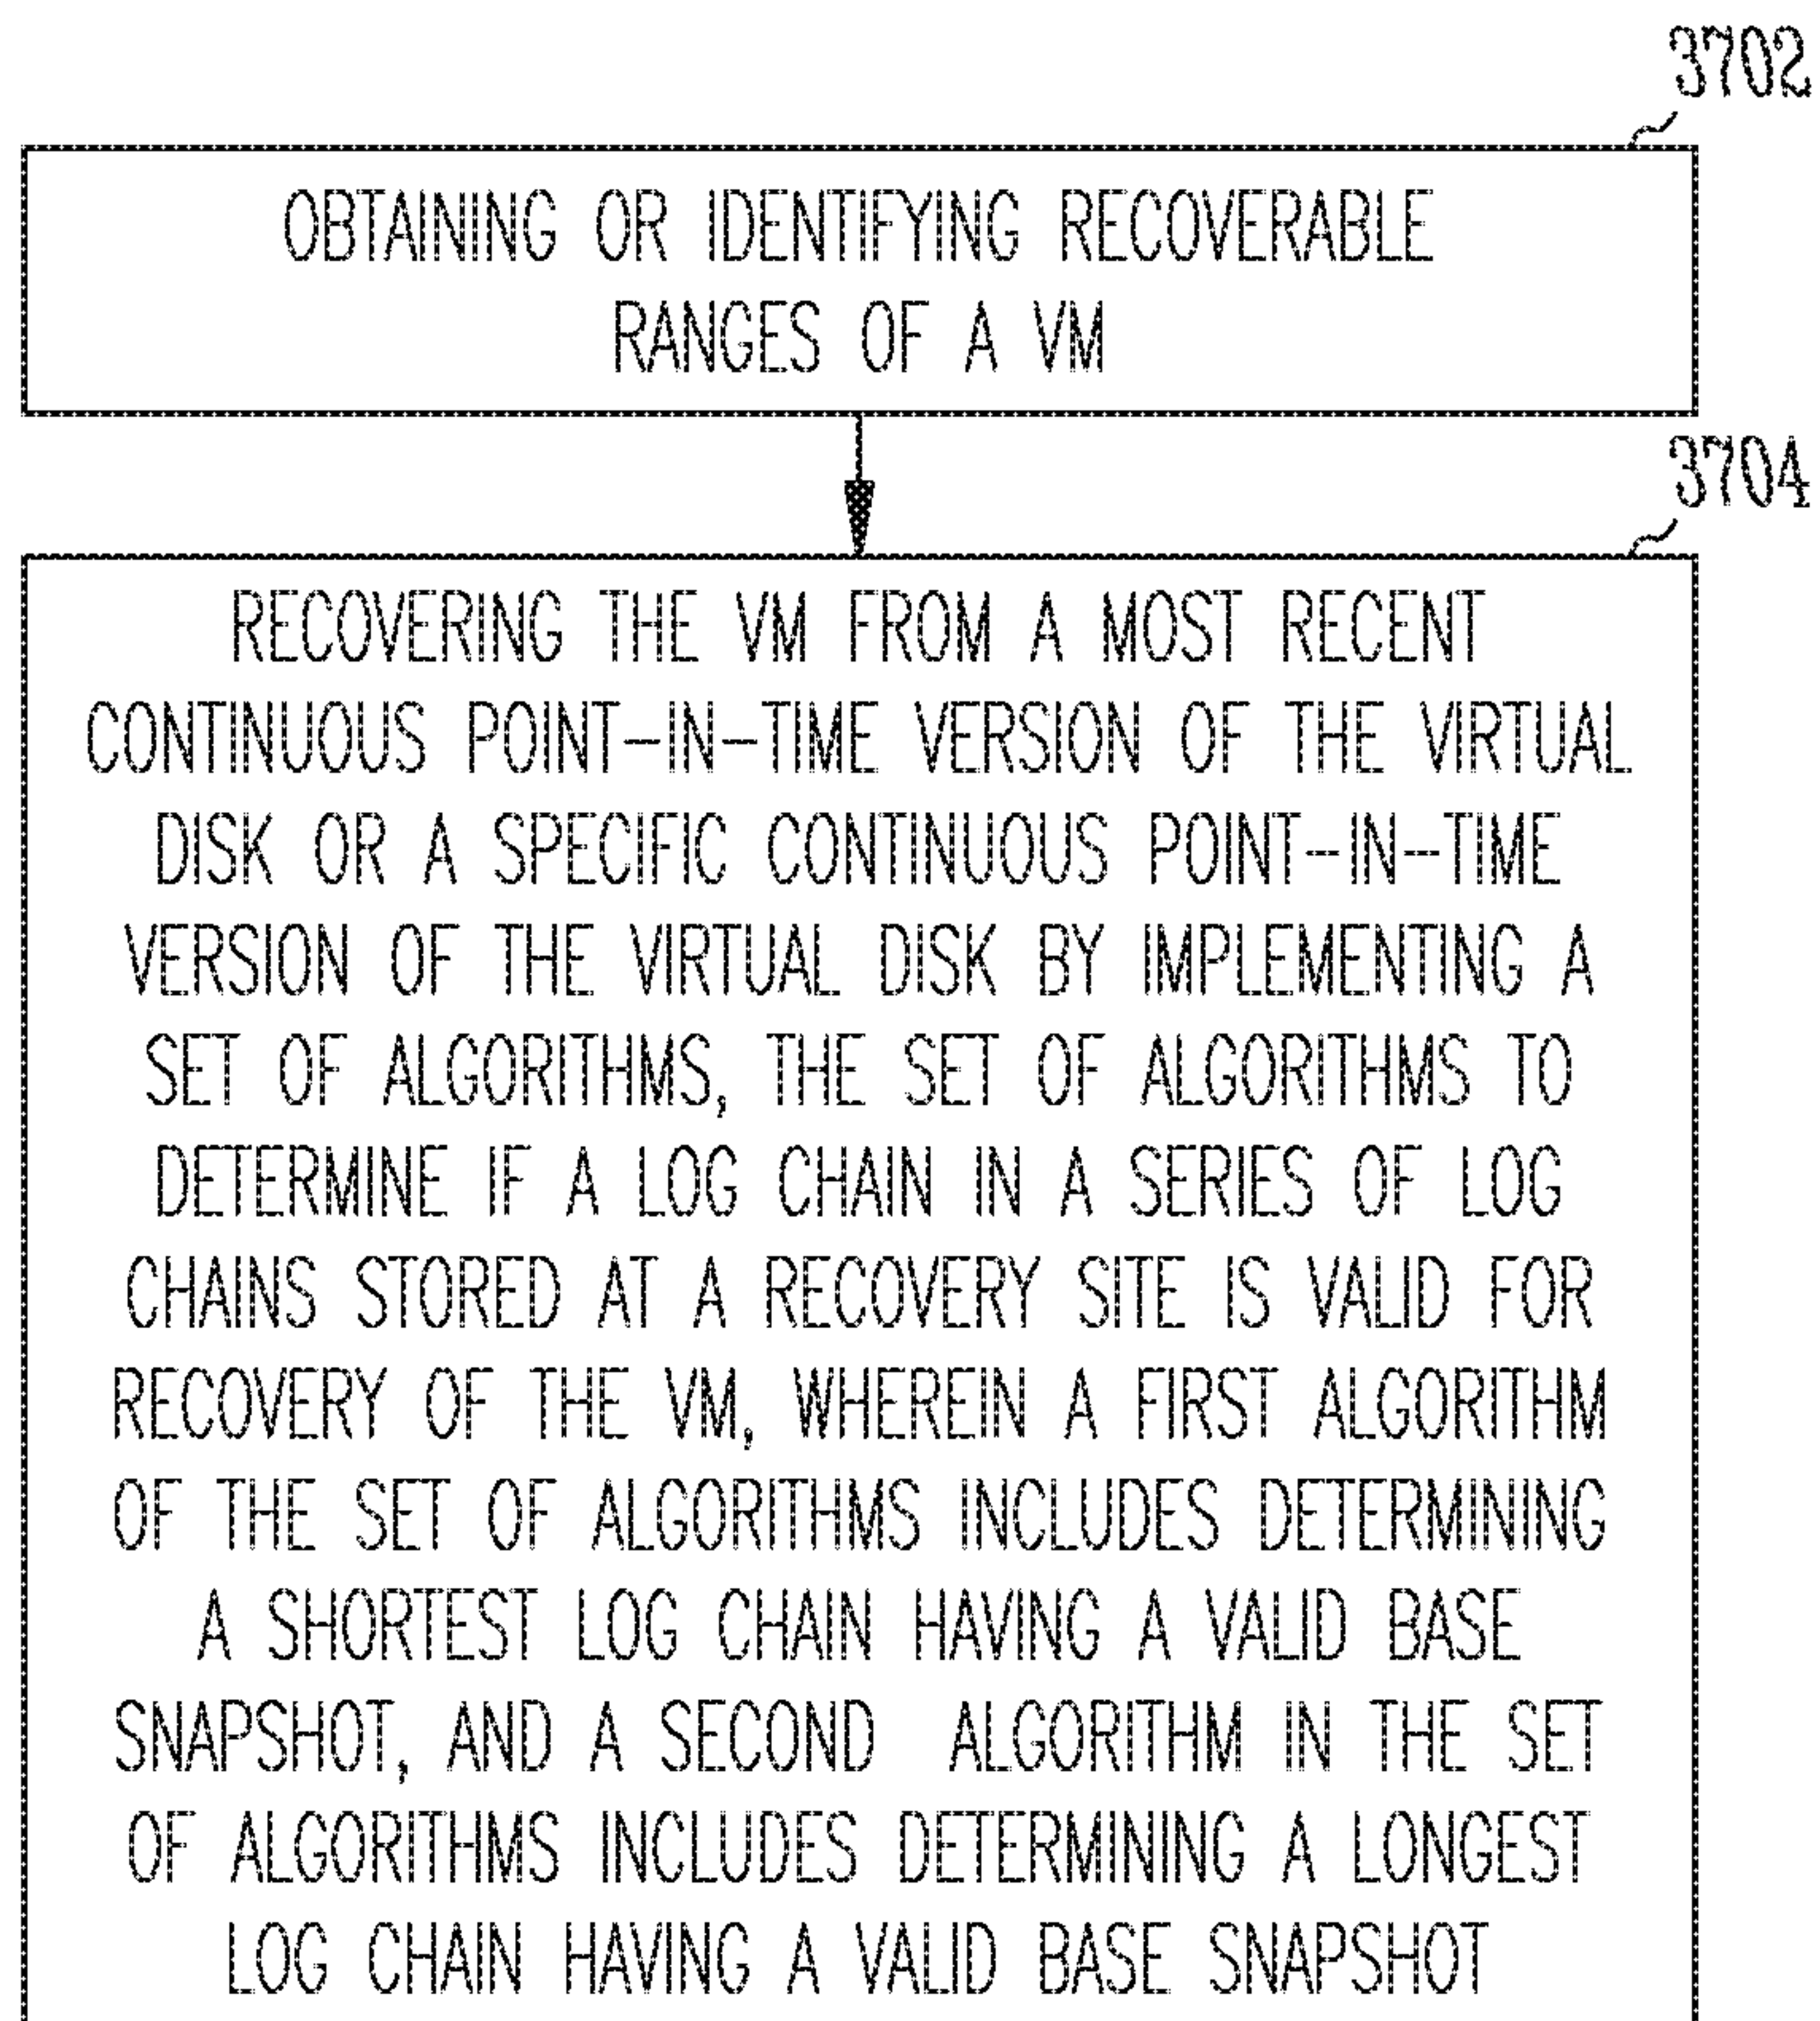 3702
OBTAINING OR IDENTIFYING RECOVERABLE
RANGES OF A VM
3704
RECOVERING THE VM FROM A MOST RECENT
CONTINUOUS POINT-IN-TIME VERSION OF THE VIRTUAL
DISK OR A SPECIFIC CONTINUOUS POINT-IN-TIME
VERSION OF THE VIRTUAL DISK BY IMPLEMENTING A
SET OF ALGORITHMS, THE SET OF ALGORITHMS TO
DETERMINE IF A LOG CHAIN IN A SERIES OF LOG
CHAINS STORED AT A RECOVERY SITE IS VALID FOR
RECOVERY OF THE VM, WHEREIN A FIRST ALGORITHM
OF THE SET OF ALGORITHMS INCLUDES DETERMINING
A SHORTEST LOG CHAIN HAVING A VALID BASE
SNAPSHOT, AND A SECOND ALGORITHM IN THE SET
OF ALGORITHMS INCLUDES DETERMINING A LONGEST
LOG CHAIN HAVING A VALID BASE SNAPSHOT